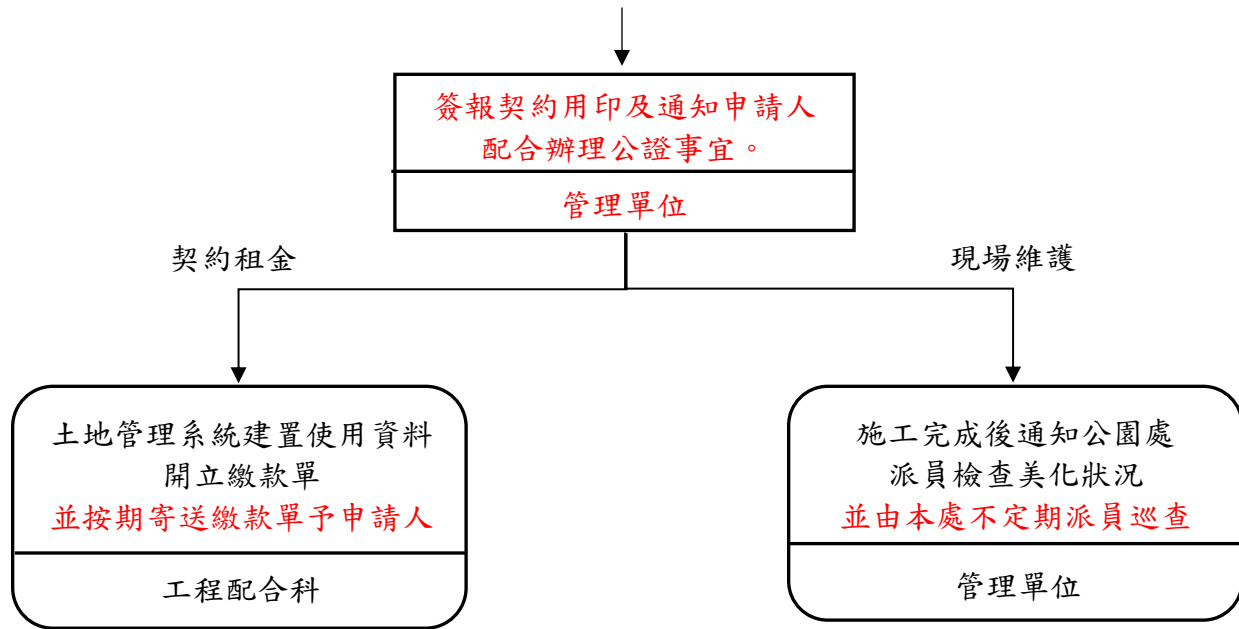 簽報契約用印及通知申請人
配合辦理公證事宜。
管理單位
契約租金
現場維護
土地管理系統建置使用資料
開立繳款單
並按期寄送繳款單予申請人
工程配合科
施工完成後通知公園處
派員檢查美化狀況
並由本處不定期派員巡查
管理單位